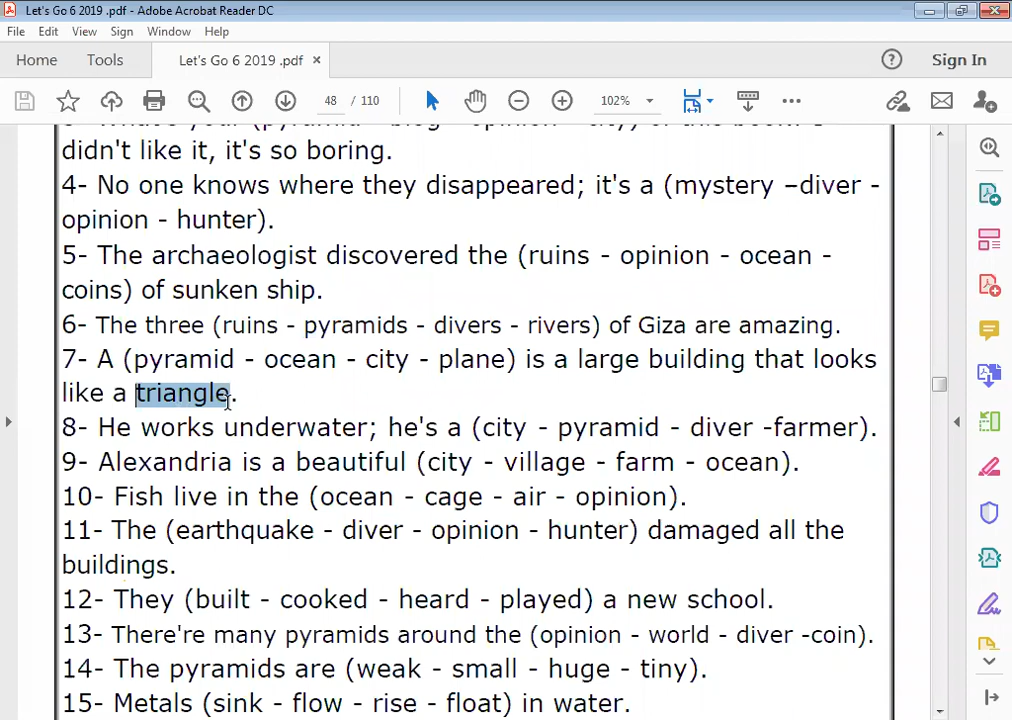 Let's Go 6 2019 .pdf - Adobe Acrobat Reader DC
File Edit View Sign Window Help
Home Tools Let's Go 6 2019 .pdf × Sign In
48 / 110 102%
didn't like it, it's so boring.
4- No one knows where they disappeared; it's a (mystery –diver -
opinion - hunter).
5- The archaeologist discovered the (ruins - opinion - ocean -
coins) of sunken ship.
6- The three (ruins - pyramids - divers - rivers) of Giza are amazing.
7- A (pyramid - ocean - city - plane) is a large building that looks
like a triangle.
8- He works underwater; he's a (city - pyramid - diver -farmer).
9- Alexandria is a beautiful (city - village - farm - ocean).
10- Fish live in the (ocean - cage - air - opinion).
11- The (earthquake - diver - opinion - hunter) damaged all the
buildings.
12- They (built - cooked - heard - played) a new school.
13- There're many pyramids around the (opinion - world - diver -coin).
14- The pyramids are (weak - small - huge - tiny).
15- Metals (sink - flow - rise - float) in water.